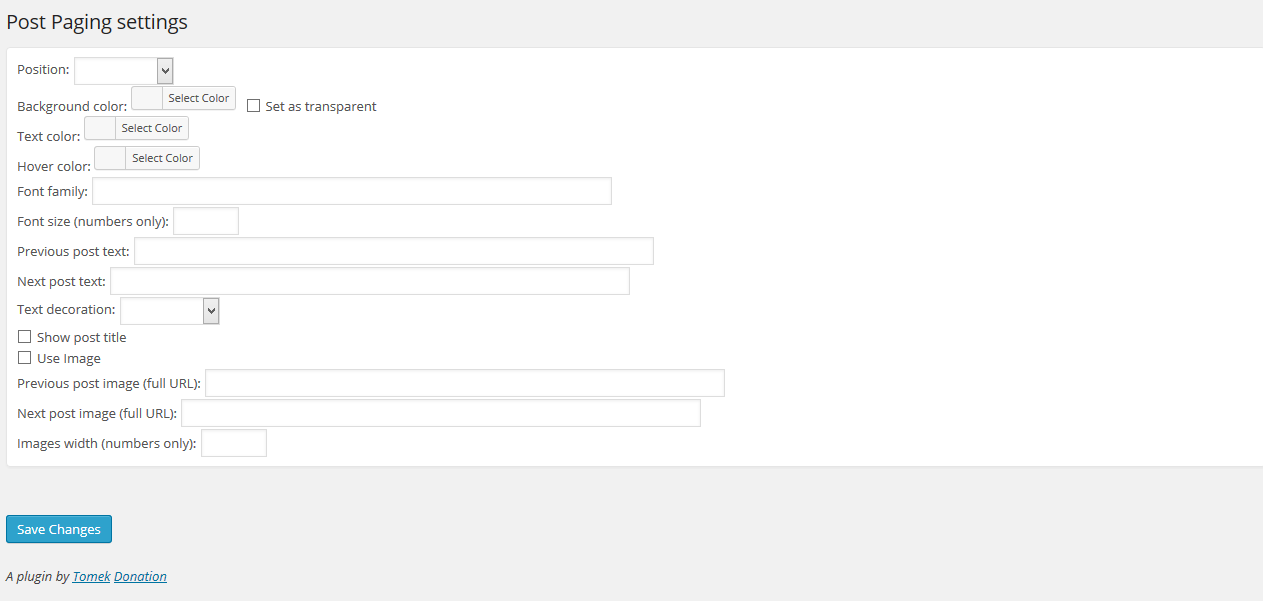 Post Paging settings
Position:
Background color: Select Color Set as transparent
Text color: Select Color
Hover color: Select Color
Font family:
Font size (numbers only):
Previous post text:
Next post text:
Text decoration:
Show post title
Use Image
Previous post image (full URL):
Next post image (full URL):
Images width (numbers only):
Save Changes
A plugin by Tomek Donation